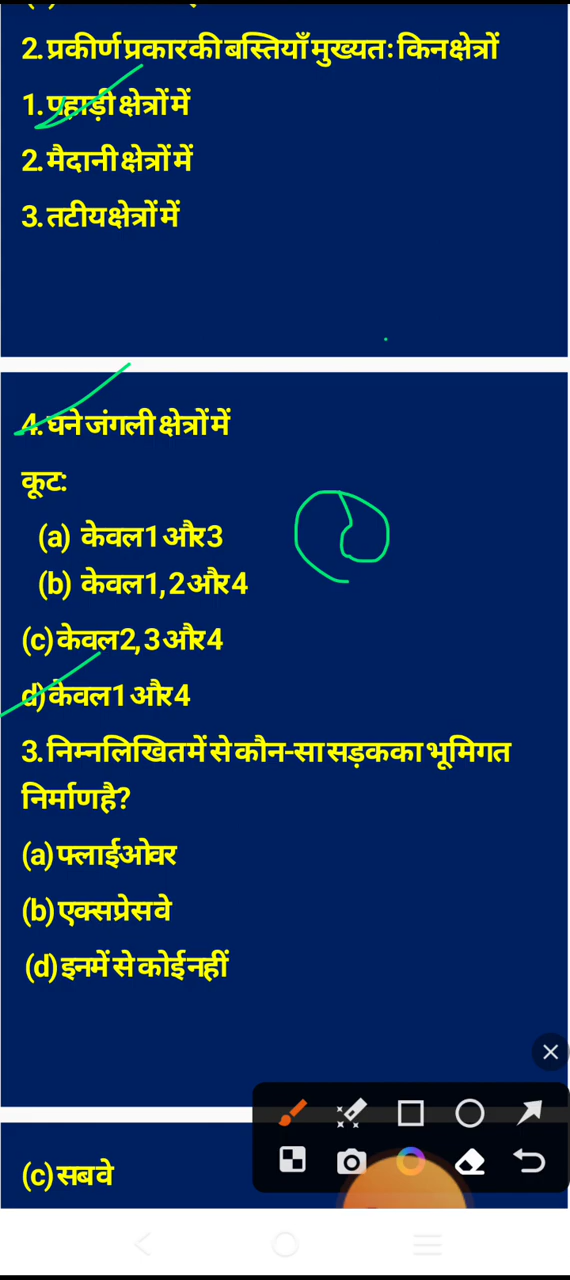 2. प्रकीर्ण प्रकार की बस्तियाँ मुख्यतः किन क्षेत्रों
1. पहाड़ी क्षेत्रों में
2. मैदानी क्षेत्रों में
3. तटीय क्षेत्रों में
4. घने जंगली क्षेत्रों में
कूट:
(a) केवल 1 और 3
(b) केवल 1, 2 और 4
(c) केवल 2, 3 और 4
d) केवल 1 और 4
3. निम्नलिखित में से कौन-सा सड़क का भूमिगत
निर्माण है?
(a) फ्लाईओवर
(b) एक्सप्रेस वे
(d) इनमें से कोई नहीं
(c) सब वे